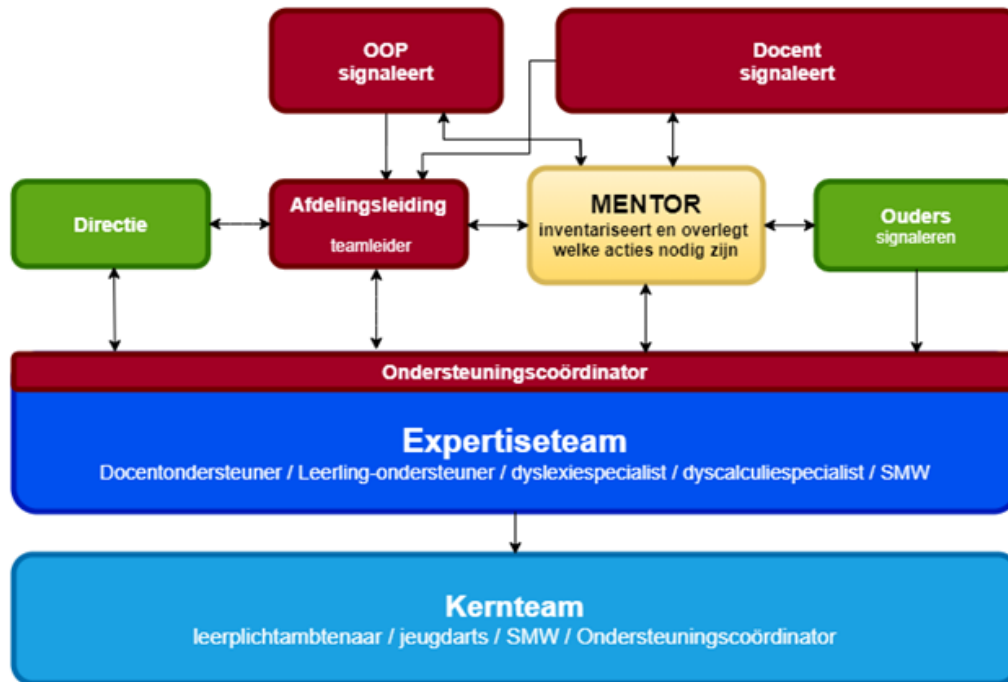 OOP
signaleert
Docent
signaleert
Directie
Afdelingsleiding
teamleider
MENTOR
inventariseert en overlegt
welke acties nodig zijn
Ouders
signaleren
Ondersteuningscoördinator
Expertiseteam
Docentondersteuner / Leerling-ondersteuner / dyslexiespecialist / dyscalculiespecialist / SMW
Kernteam
leerplichtambtenaar / jeugdarts / SMW / Ondersteuningscoördinator